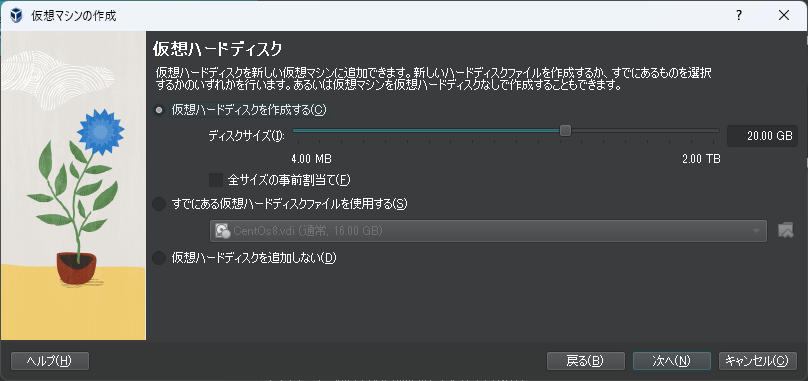 仮想マシンの作成
?
仮想ハードディスク
仮想ハードディスクを新しい仮想マシンに追加できます。新しいハードディスクファイルを作成するか、すでにあるものを選択
するかのいずれかを行います。あるいは仮想マシンを仮想ハードディスクなしで作成することもできます。
仮想ハードディスクを作成する(C)
ディスクサイズ(I):
20.00 GB
4.00 MB
2.00 TB
全サイズの事前割当て(F)
すでにある仮想ハードディスクファイルを使用する(S)
CentOs8.vdi (通常, 16.00 GB)
仮想ハードディスクを追加しない(D)
ヘルプ(H)
戻る(B)
次へ(N)
キャンセル(C)